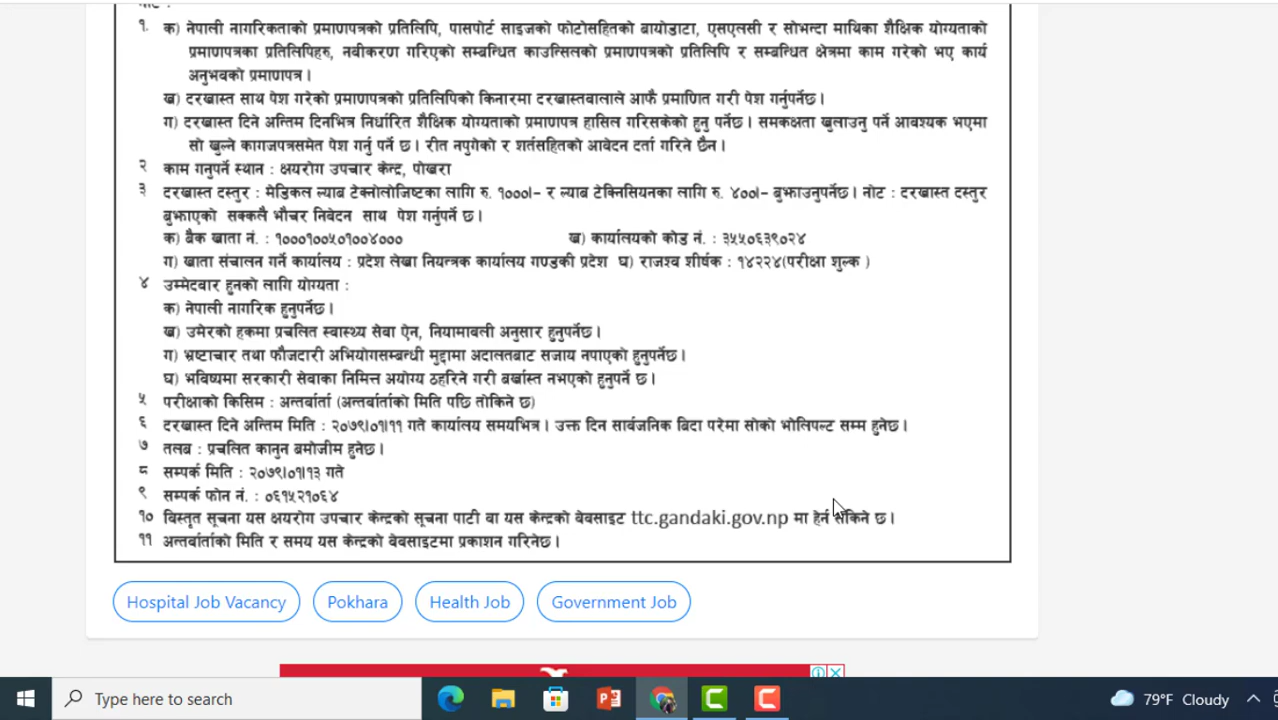 १. क) नेपाली नागरिकताको प्रमाणपत्रको प्रतिलिपि, पासपोर्ट साइजको फोटोसहितको बायोडाटा, एसएलसी र सोभन्दा माथिका शैक्षिक योग्यताको
प्रमाणपत्रका प्रतिलिपिहरु, नवीकरण गरिएको सम्बन्धित काउन्सिलको प्रमाणपत्रको प्रतिलिपि र सम्बन्धित क्षेत्रमा काम गरेको भए कार्य
अनुभवको प्रमाणपत्र।
ख) दरखास्त साथ पेश गरेको प्रमाणपत्रको प्रतिलिपिको किनारमा दरखास्तवालाले आफै प्रमाणित गरी पेश गर्नुपर्नेछ।
ग) दरखास्त दिने अन्तिम दिनभित्र निर्धारित शैक्षिक योग्यताको प्रमाणपत्र हासिल गरिसकेको हुनु पर्नेछ। समकक्षता खुलाउनु पर्ने आवश्यक भएमा
सो खुल्ने कागजपत्रसमेत पेश गर्नु पर्ने छ। रीत नपुगेको र शर्तसहितको आवेदन दर्ता गरिने छैन।
२ काम गनुपर्ने स्थान : क्षयरोग उपचार केन्द्र, पोखरा
३ दरखास्त दस्तुर : मेडिकल ल्याब टेक्नोलोजिष्टका लागि रु. १०००।- र ल्याब टेक्निसियनका लागि रु. ४००।- बुझाउनुपर्नेछ। नोट : दरखास्त दस्तुर
बुझाएको सक्कलै भौचर निवेदन साथ पेश गर्नुपर्ने छ।
क) बैक खाता नं. : १०००१००५०१००४००० ख) कार्यालयको कोड नं. : ३५५०६३९०२४
ग) खाता संचालन गर्ने कार्यालय : प्रदेश लेखा नियन्त्रक कार्यालय गण्डकी प्रदेश घ) राजश्व शीर्षक : १४२२४(परीक्षा शुल्क )
४ उम्मेदवार हुनको लागि योग्यता :
क) नेपाली नागरिक हुनुपर्नेछ।
ख) उमेरको हकमा प्रचलित स्वास्थ्य सेवा ऐन, नियामावली अनुसार हुनुपर्नेछ।
ग) भ्रष्टाचार तथा फौजदारी अभियोगसम्बन्धी मुद्दामा अदालतबाट सजाय नपाएको हुनुपर्नेछ।
घ) भविष्यमा सरकारी सेवाका निमित्त अयोग्य ठहरिने गरी बर्खास्त नभएको हुनुपर्ने छ।
५ परीक्षाको किसिम : अन्तर्वार्ता (अन्तर्वार्ताको मिति पछि तोकिने छ)
६ दरखास्त दिने अन्तिम मिति : २०७९।०१।११ गते कार्यालय समयभित्र। उक्त दिन सार्वजनिक बिदा परेमा सोको भोलिपल्ट सम्म हुनेछ।
७ तलब : प्रचलित कानुन बमोजीम हुनेछ।
८ सम्पर्क मिति : २०७९।०१।१३ गते
९ सम्पर्क फोन नं. : ०६१५२१०६४
१० विस्तृत सूचना यस क्षयरोग उपचार केन्द्रको सूचना पाटी वा यस केन्द्रको वेवसाइट ttc.gandaki.gov.np मा हेर्न सकिने छ।
११ अन्तर्वार्ताको मिति र समय यस केन्द्रको वेवसाइटमा प्रकाशन गरिनेछ।
Hospital Job Vacancy Pokhara Health Job Government Job
Type here to search 79°F Cloudy